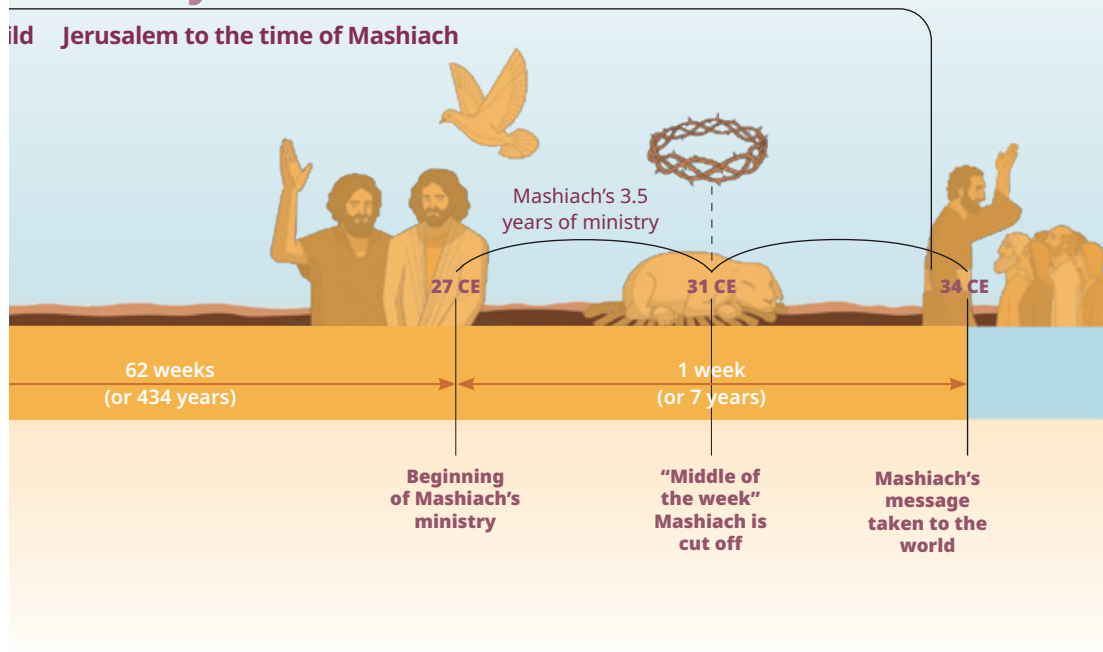 Jerusalem to the time of Mashiach
Mashiach’s 3.5
years of ministry
27 CE
31 CE
34 CE
62 weeks
(or 434 years)
1 week
(or 7 years)
Beginning
of Mashiach’s
ministry
“Middle of
the week”
Mashiach is
cut off
Mashiach’s
message
taken to the
world